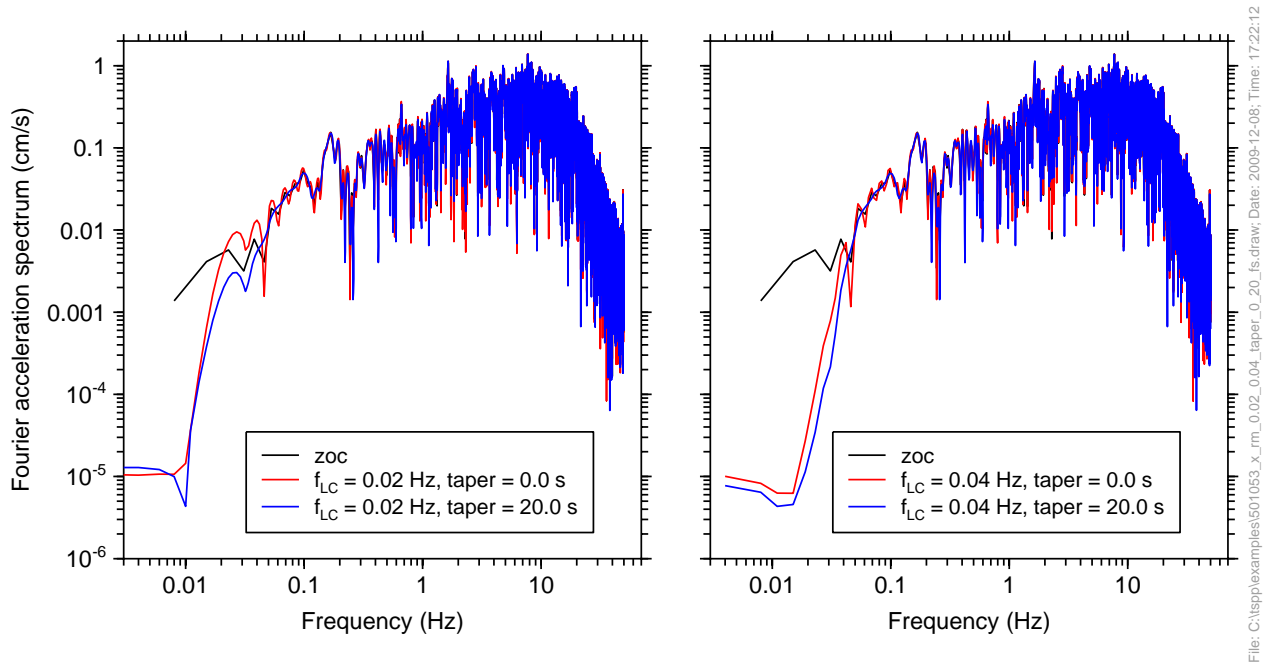 1
0.1
0.01
0.001
10⁻⁴
10⁻⁵
10⁻⁶
Fourier acceleration spectrum (cm/s)
zoc
f_LC = 0.02 Hz, taper = 0.0 s
f_LC = 0.02 Hz, taper = 20.0 s
0.01 0.1 1 10
Frequency (Hz)
zoc
f_LC = 0.04 Hz, taper = 0.0 s
f_LC = 0.04 Hz, taper = 20.0 s
0.01 0.1 1 10
Frequency (Hz)
File: C:\tspp\examples\501053_x_rm_0.02_0.04_taper_0_20_fs.draw; Date: 2009-12-08; Time: 17:22:12